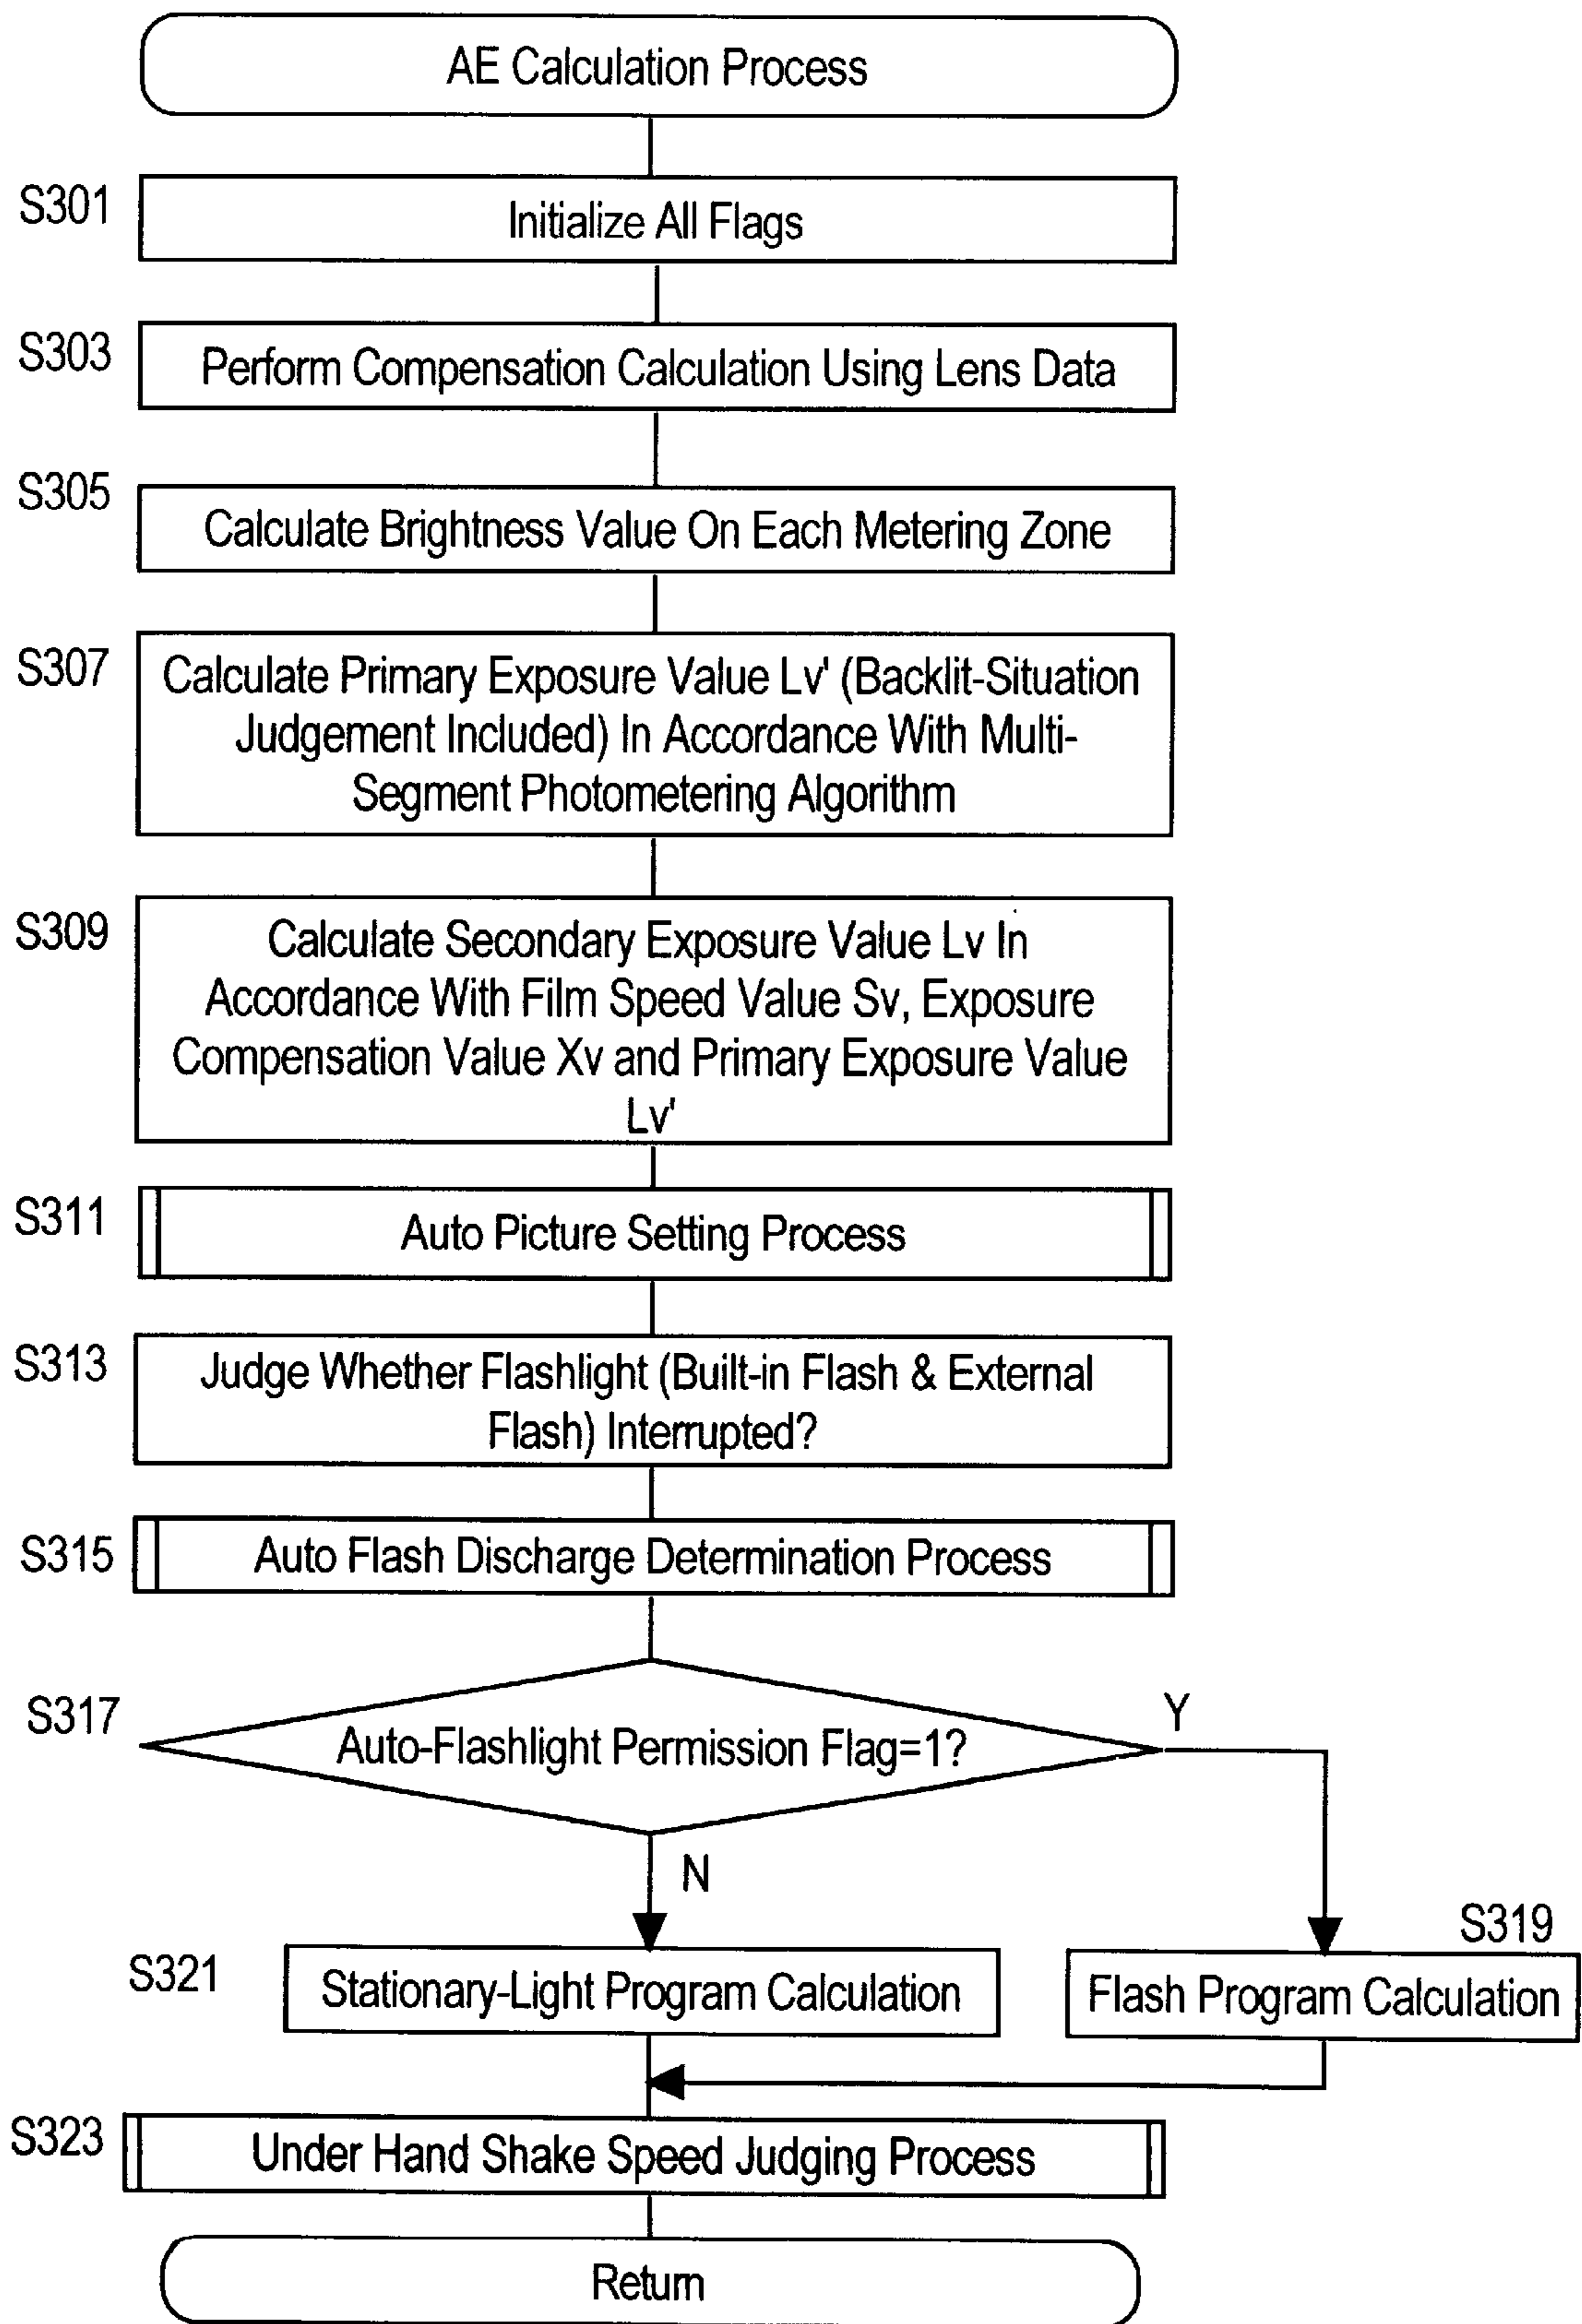 AE Calculation Process
S301
Initialize All Flags
S303
Perform Compensation Calculation Using Lens Data
S305
Calculate Brightness Value On Each Metering Zone
S307
Calculate Primary Exposure Value Lv' (Backlit-Situation
Judgement Included) In Accordance With Multi-
Segment Photometering Algorithm
S309
Calculate Secondary Exposure Value Lv In
Accordance With Film Speed Value Sv, Exposure
Compensation Value Xv and Primary Exposure Value
Lv'
S311
Auto Picture Setting Process
S313
Judge Whether Flashlight (Built-in Flash & External
Flash) Interrupted?
S315
Auto Flash Discharge Determination Process
S317
Auto-Flashlight Permission Flag=1?
Y
N
S319
S321
Stationary-Light Program Calculation
Flash Program Calculation
S323
Under Hand Shake Speed Judging Process
Return